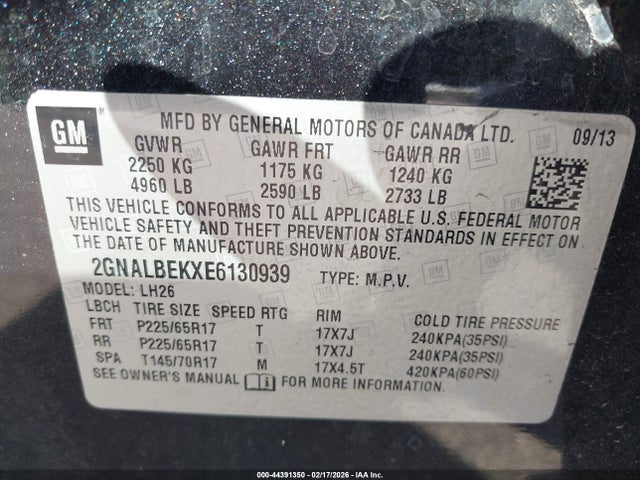 GM
MFD BY GENERAL MOTORS OF CANADA LTD. 09/13
GVWR GAWR FRT GAWR RR
2250 KG 1175 KG 1240 KG
4960 LB 2590 LB 2733 LB
THIS VEHICLE CONFORMS TO ALL APPLICABLE U.S. FEDERAL MOTOR
VEHICLE SAFETY AND THEFT PREVENTION STANDARDS IN EFFECT ON
THE DATE OF MANUFACTURE SHOWN ABOVE.
2GNALBEKXE6130939 TYPE: M.P.V.
MODEL: LH26
LBCH TIRE SIZE SPEED RTG RIM COLD TIRE PRESSURE
FRT P225/65R17 T 17X7J 240KPA(35PSI)
RR P225/65R17 T 17X7J 240KPA(35PSI)
SPA T145/70R17 M 17X4.5T 420KPA(60PSI)
SEE OWNER'S MANUAL FOR MORE INFORMATION.
000-44391350 | 02/17/2026 - IAA Inc.